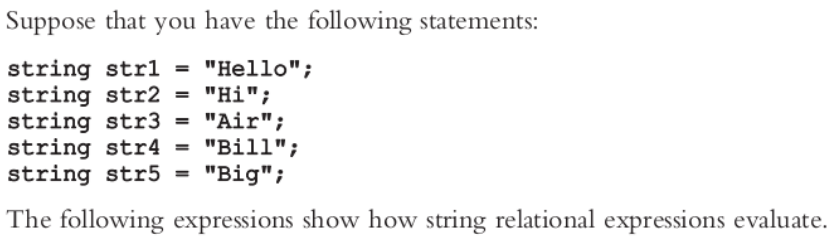 Suppose that you have the following statements:
string str1 = "Hello";
string str2 = "Hi";
string str3 = "Air";
string str4 = "Bill";
string str5 = "Big";
The following expressions show how string relational expressions evaluate.